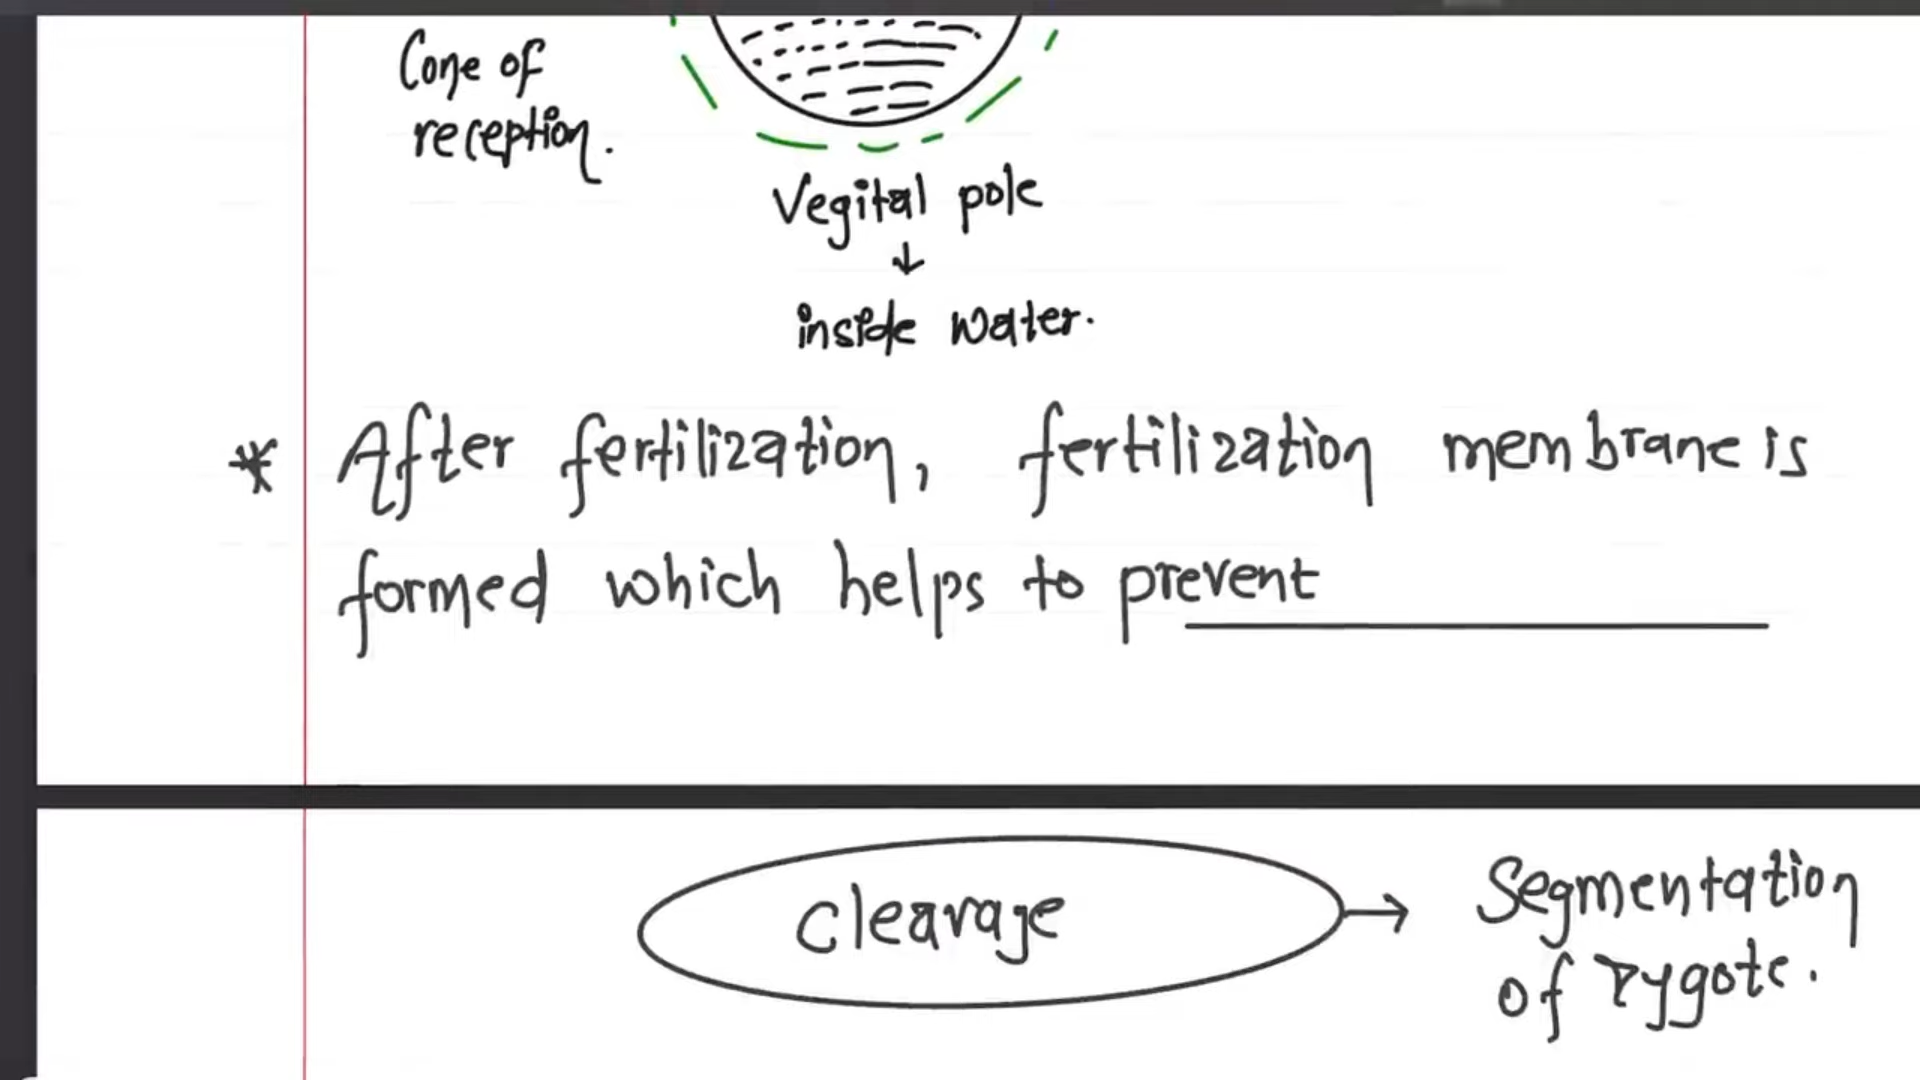 Cone of
reception.
Vegital pole
↓
inside water.
* After fertilization, fertilization membrane is
formed which helps to prevent
Clearage → Segmentation
of zygote.